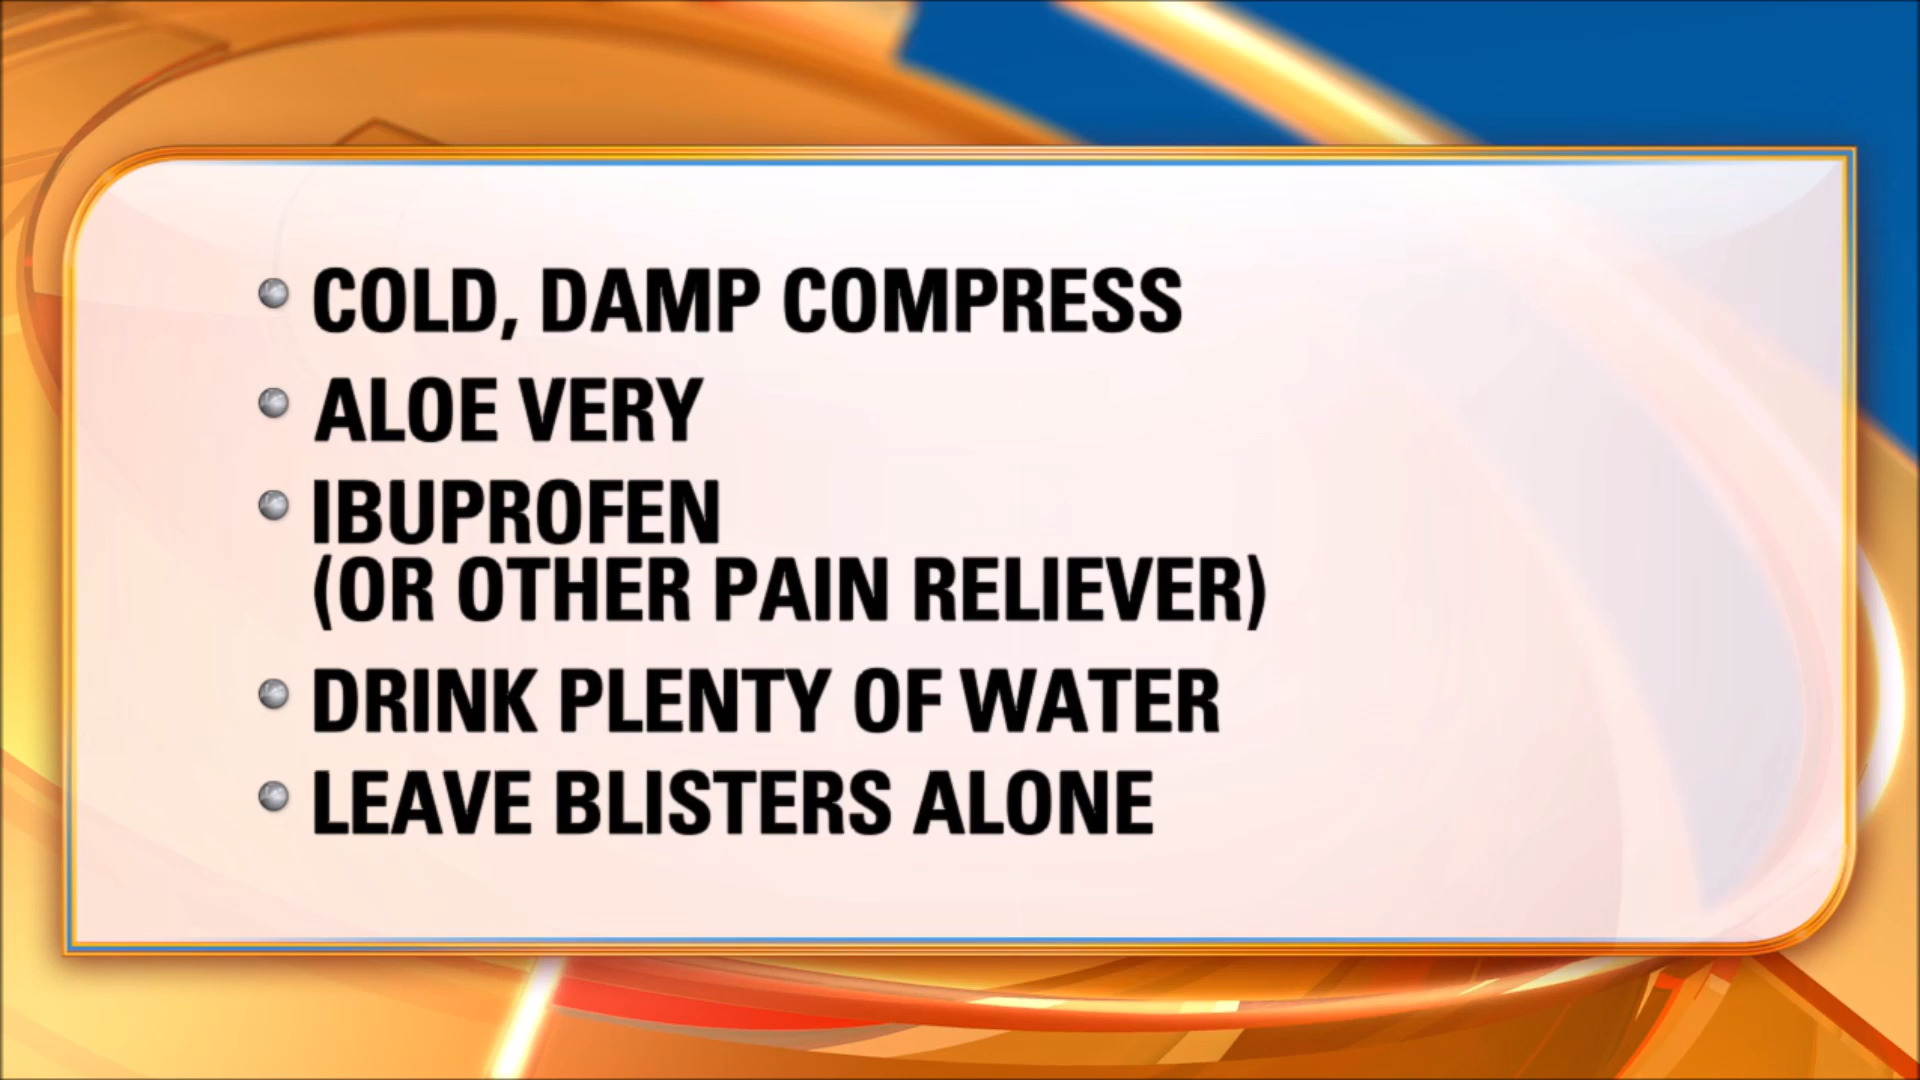 COLD, DAMP COMPRESS
ALOE VERY
IBUPROFEN
(OR OTHER PAIN RELIEVER)
DRINK PLENTY OF WATER
LEAVE BLISTERS ALONE